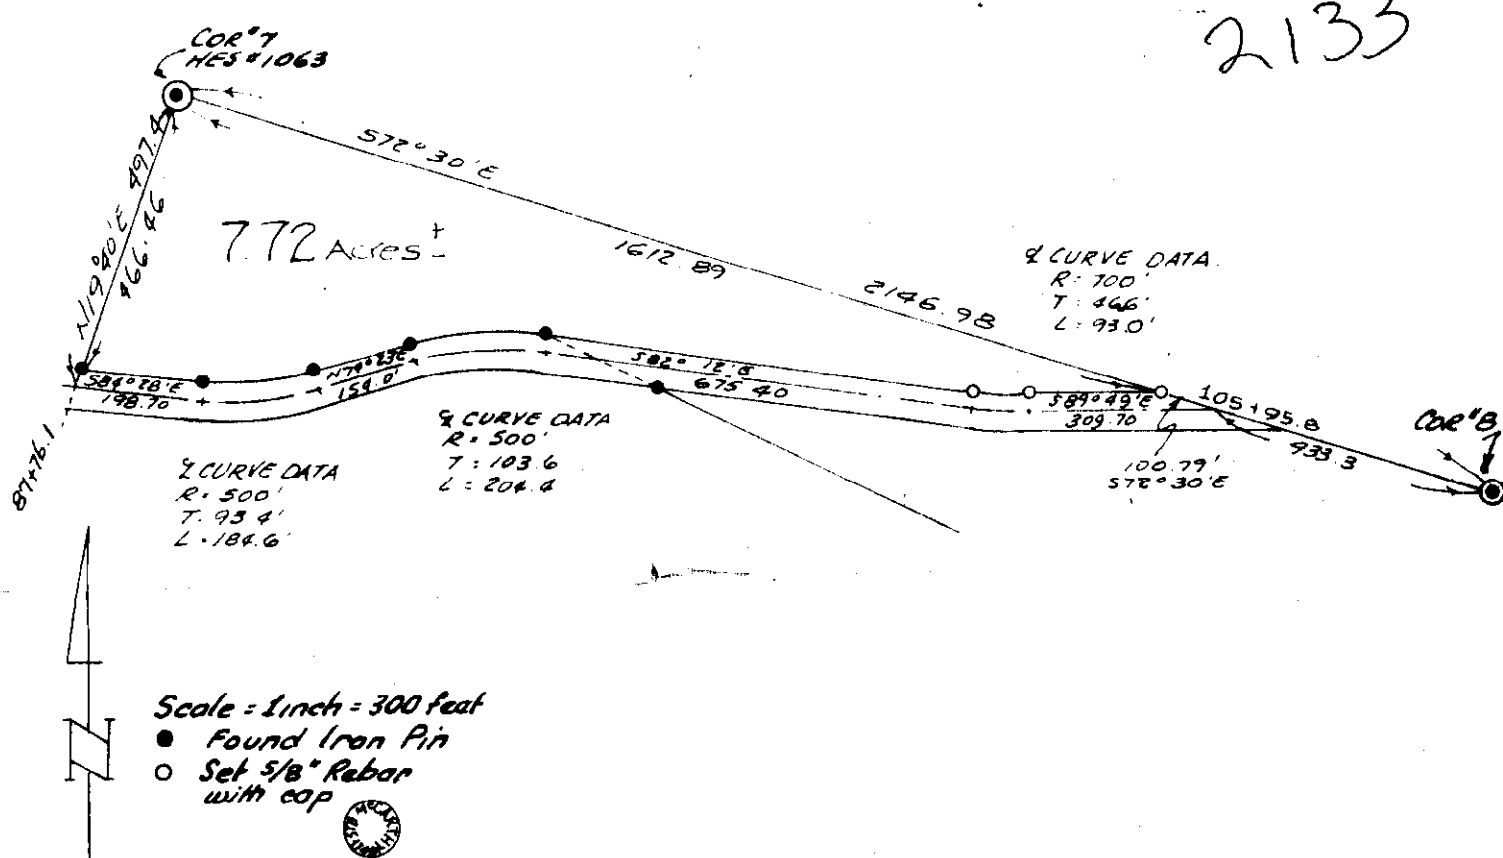 2133
COR #7
HES #1063
S72°30'E
N19°40'E 497.4
466.46
7.72 Acres ±
1612.89
2146.98
℄ CURVE DATA
R: 700'
T: 466'
L: 93.0'
S84°28'E
198.70
N79°23'E
154.0'
S82° 12'E
675.40
S89°49'E
309.70
105+95.8
933.3
COR #8
100.79'
S72°30'E
87+76.1
℄ CURVE DATA
R = 500'
T: 103.6
L = 204.4
℄ CURVE DATA
R = 500'
T. 93.4'
L = 184.6'
N
Scale = 1 inch = 300 feet
Found Iron Pin
Set 5/8" Rebar
with cap
McCARTHY